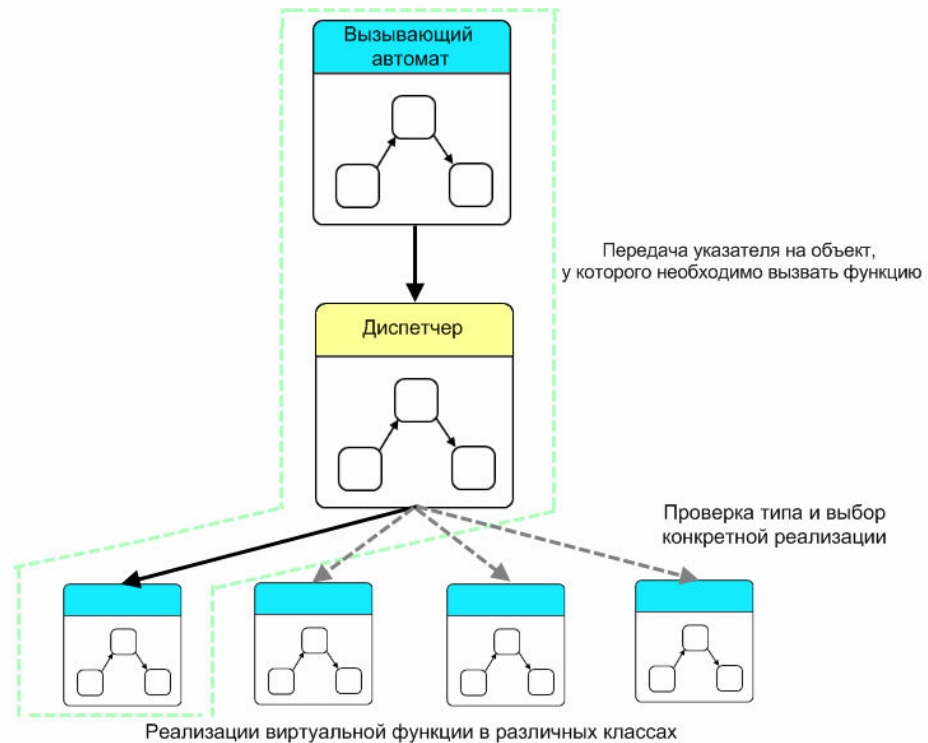 Вызывающий
автомат
Передача указателя на объект,
у которого необходимо вызвать функцию
Диспетчер
Проверка типа и выбор
конкретной реализации
Реализации виртуальной функции в различных классах